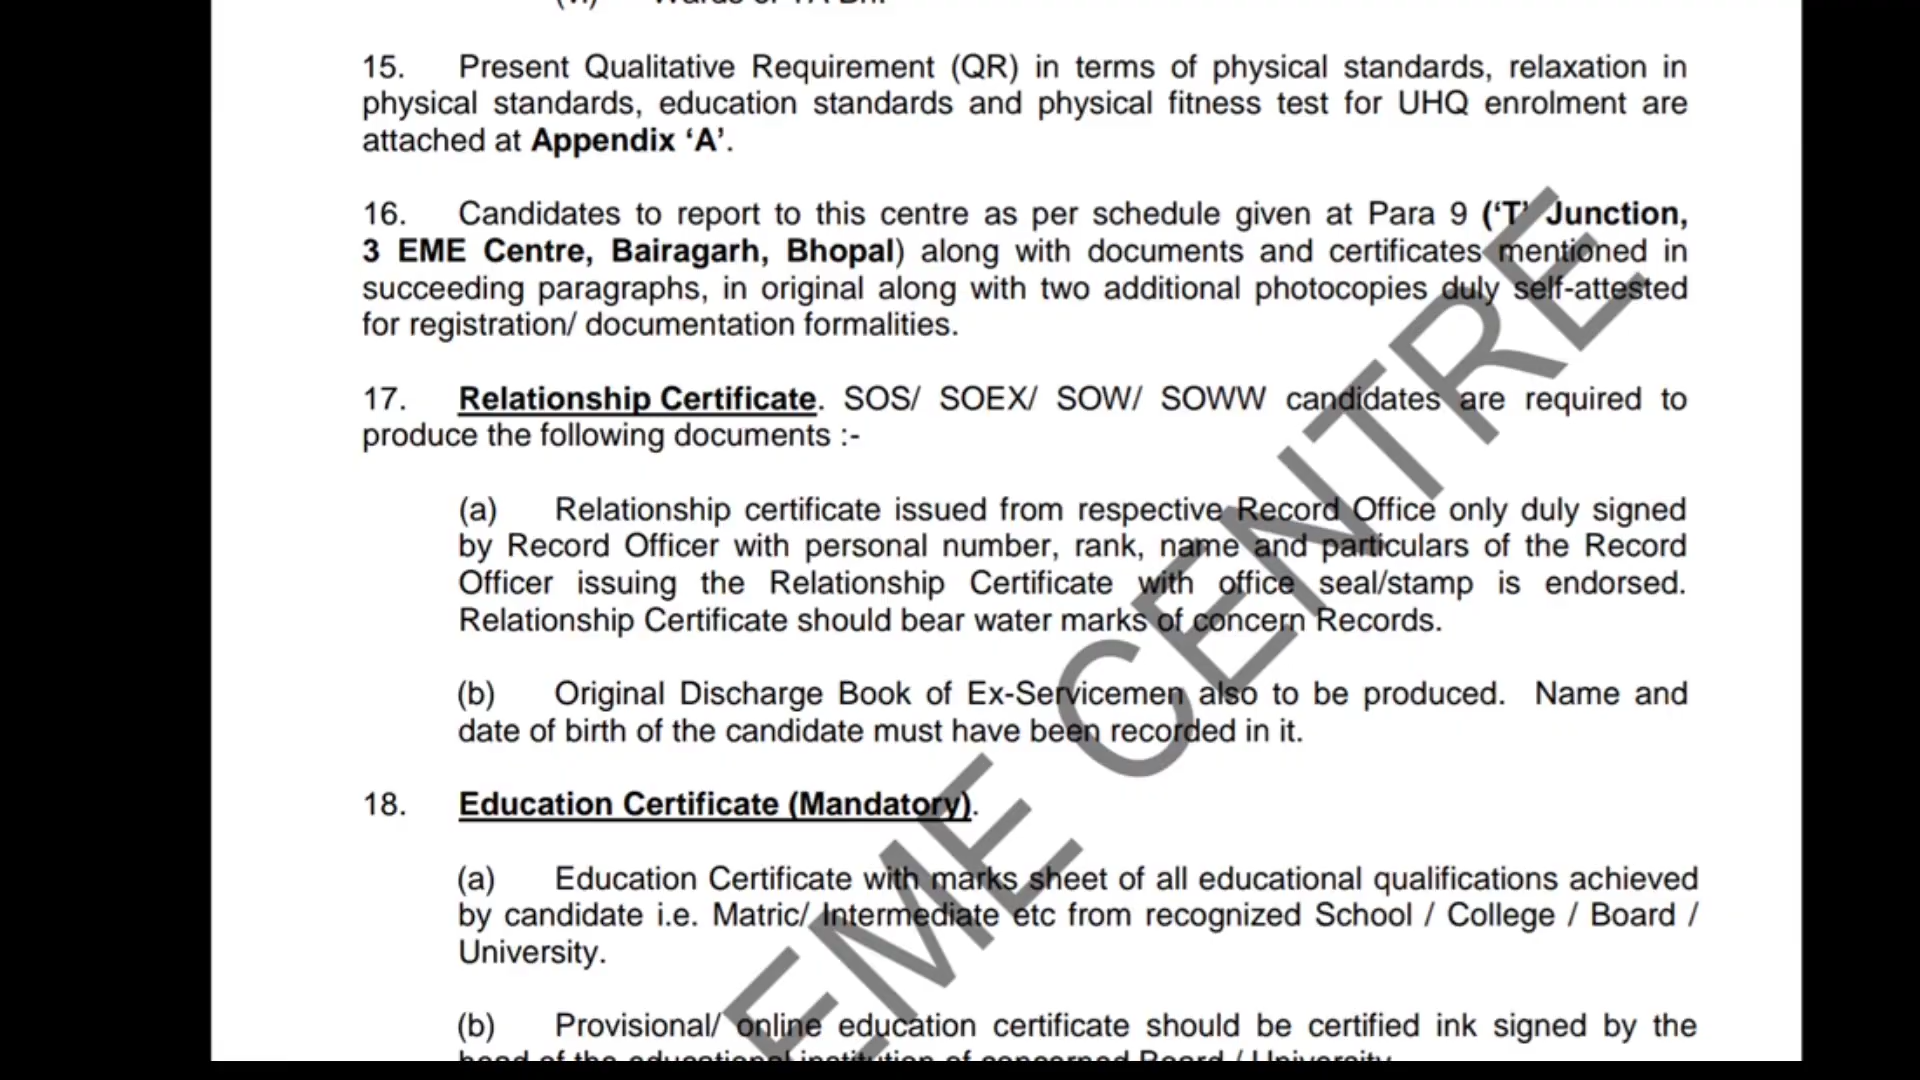 15. Present Qualitative Requirement (QR) in terms of physical standards, relaxation in
physical standards, education standards and physical fitness test for UHQ enrolment are
attached at Appendix ‘A’.
16. Candidates to report to this centre as per schedule given at Para 9 (‘T’ Junction,
3 EME Centre, Bairagarh, Bhopal) along with documents and certificates mentioned in
succeeding paragraphs, in original along with two additional photocopies duly self-attested
for registration/ documentation formalities.
17. Relationship Certificate. SOS/ SOEX/ SOW/ SOWW candidates are required to
produce the following documents :-
(a) Relationship certificate issued from respective Record Office only duly signed
by Record Officer with personal number, rank, name and particulars of the Record
Officer issuing the Relationship Certificate with office seal/stamp is endorsed.
Relationship Certificate should bear water marks of concern Records.
(b) Original Discharge Book of Ex-Servicemen also to be produced. Name and
date of birth of the candidate must have been recorded in it.
18. Education Certificate (Mandatory).
(a) Education Certificate with marks sheet of all educational qualifications achieved
by candidate i.e. Matric/ Intermediate etc from recognized School / College / Board /
University.
(b) Provisional/ online education certificate should be certified ink signed by the
head of the educational institution of concerned Board / University.
EME CENTRE